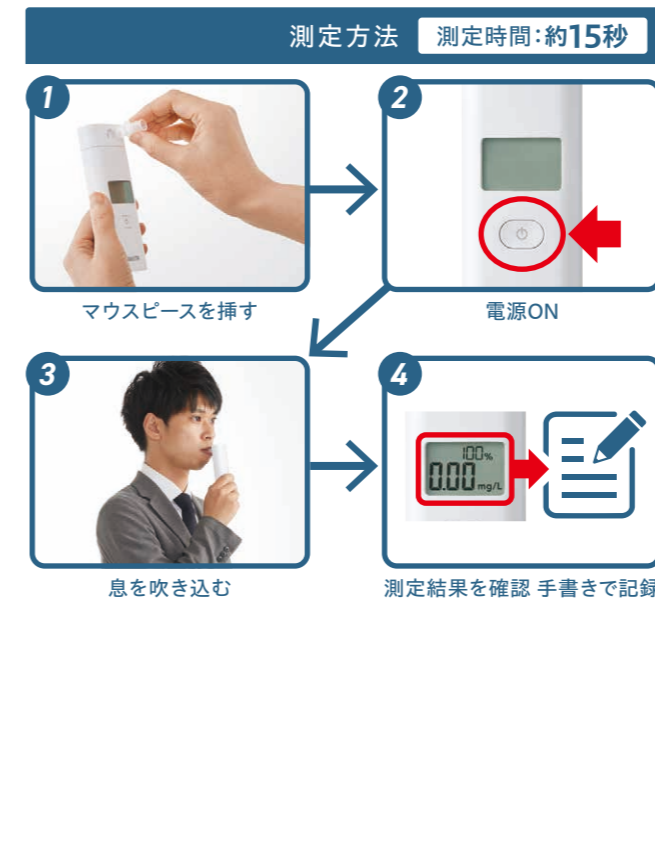 測定方法 測定時間：約15秒
1
マウスピースを挿す
2
電源ON
3
息を吹き込む
4
100%
0.00 mg/L
測定結果を確認 手書きで記録